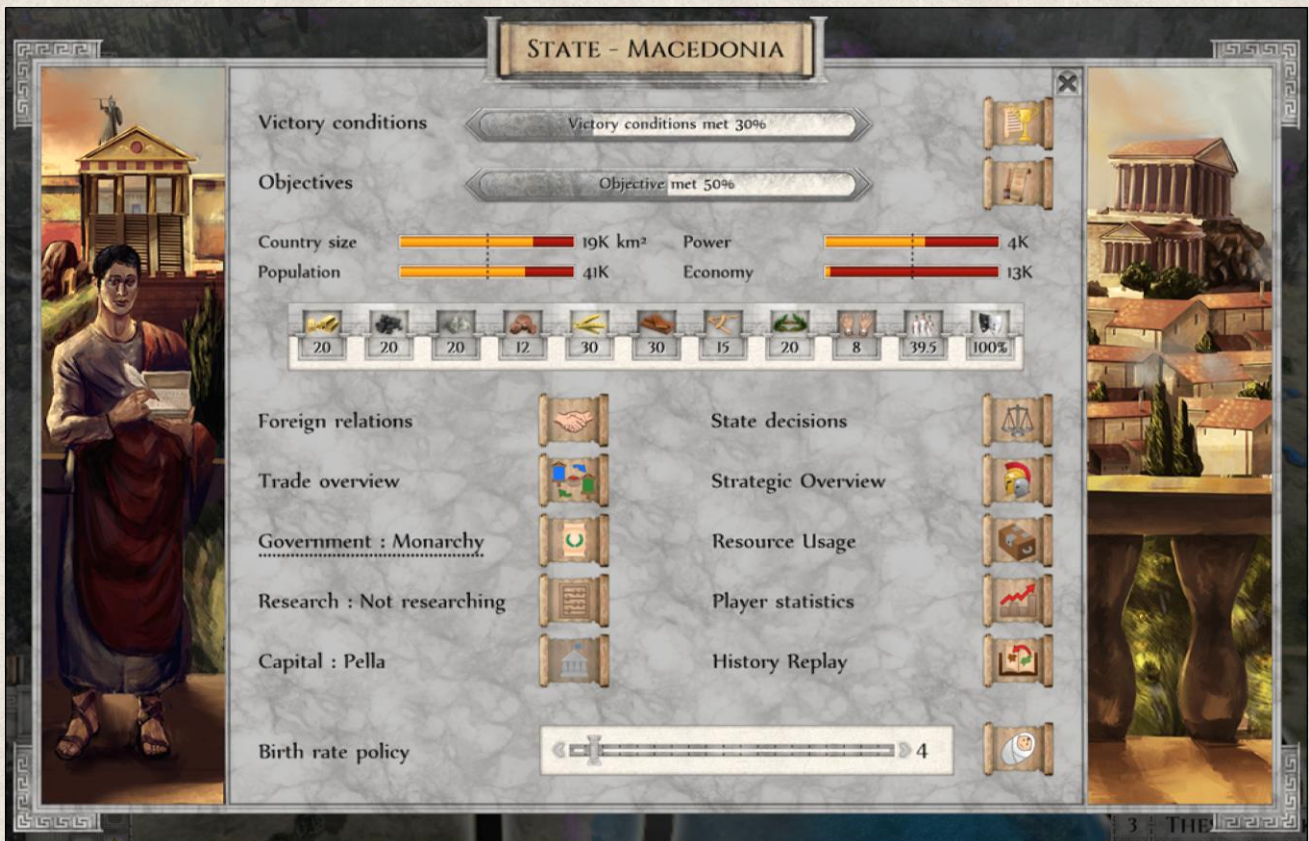 State - Macedonia
Victory conditions
Victory conditions met 30%
Objectives
Objective met 50%
Country size 19K km²
Power 4K
Population 41K
Economy 13K
20 20 20 12 30 30 15 20 8 39.5 100%
Foreign relations
State decisions
Trade overview
Strategic Overview
Government : Monarchy
Resource Usage
Research : Not researching
Player statistics
Capital : Pella
History Replay
Birth rate policy
4
3